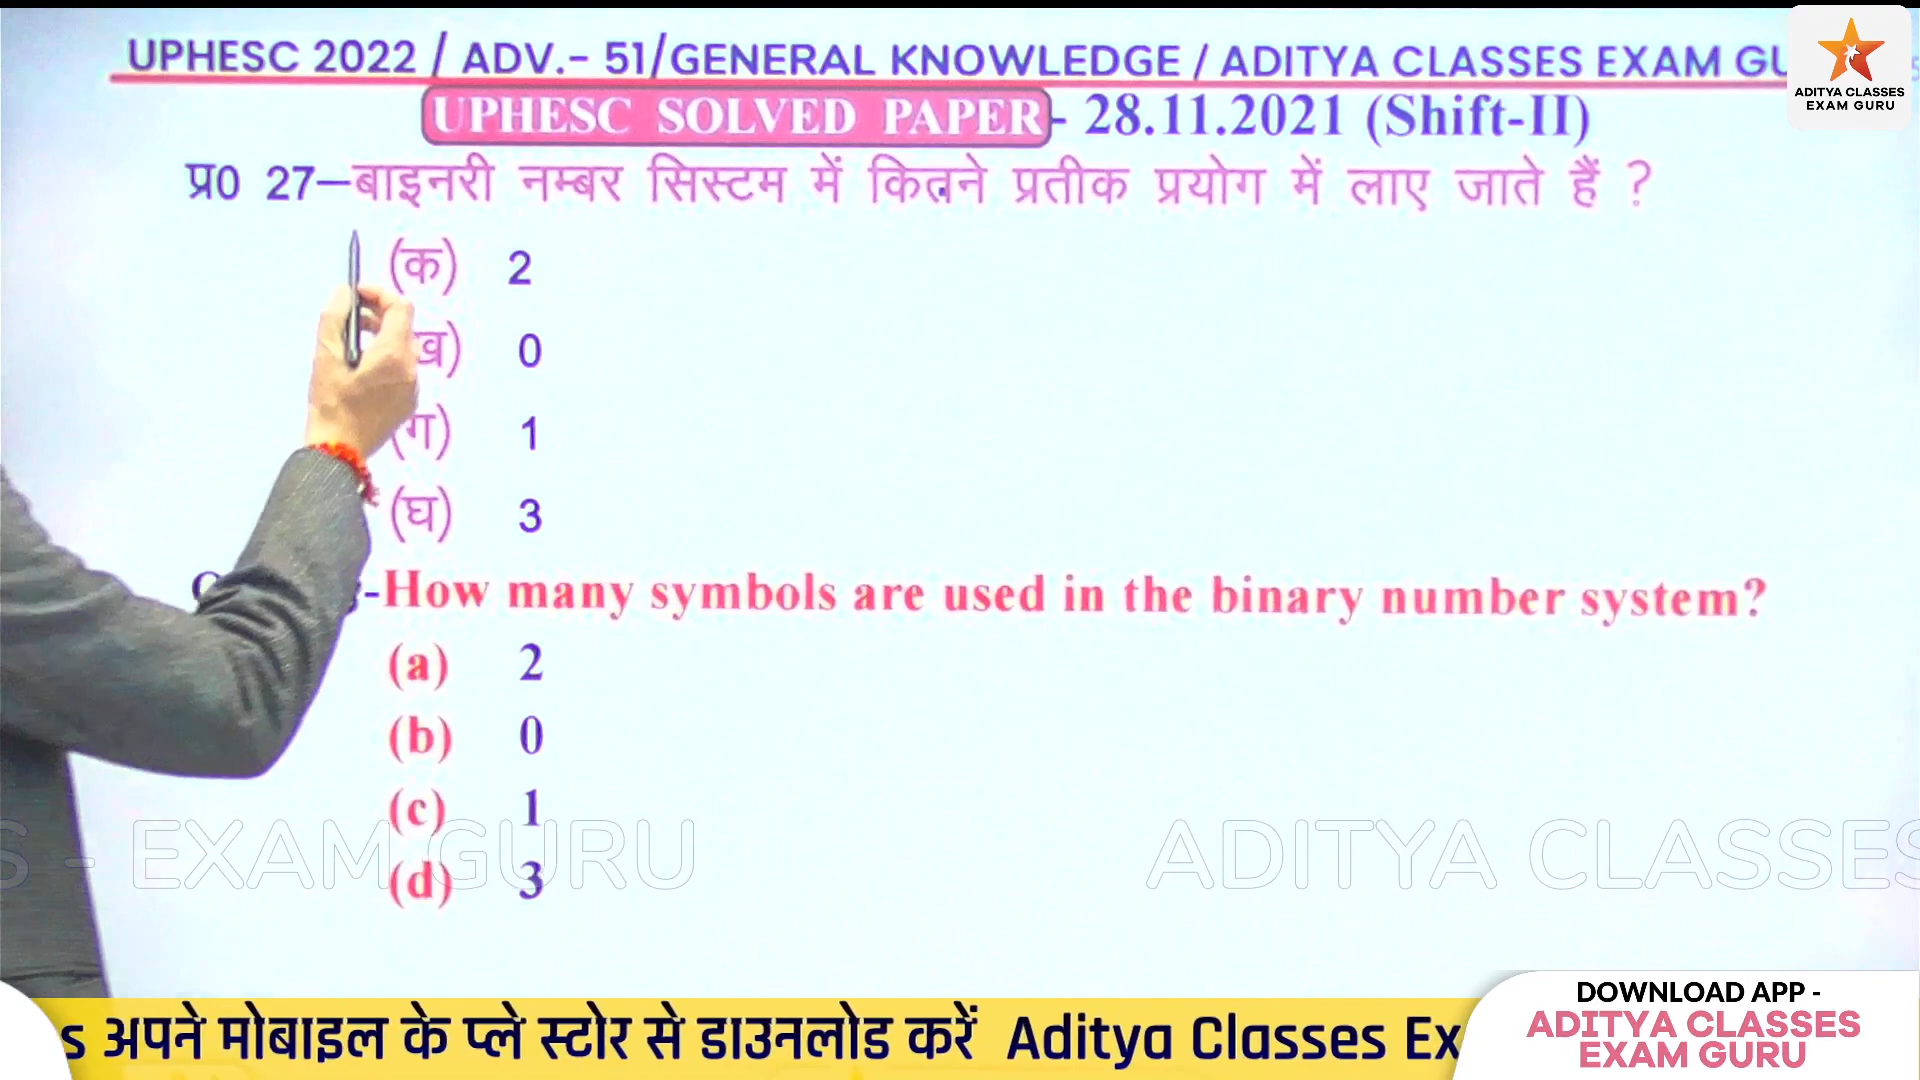 UPHESC 2022 / ADV.- 51/GENERAL KNOWLEDGE / ADITYA CLASSES EXAM GU
ADITYA CLASSES
EXAM GURU
UPHESC SOLVED PAPER - 28.11.2021 (Shift-II)
प्र0 27–बाइनरी नम्बर सिस्टम में कितने प्रतीक प्रयोग में लाए जाते हैं ?
(क) 2
ख) 0
(ग) 1
(घ) 3
-How many symbols are used in the binary number system?
(a) 2
(b) 0
(c) 1
(d) 3
S - EXAM GURU ADITYA CLASSES
DOWNLOAD APP -
ADITYA CLASSES
EXAM GURU
s अपने मोबाइल के प्ले स्टोर से डाउनलोड करें Aditya Classes Ex